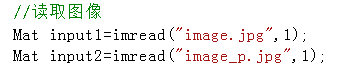 //读取图像
Mat input1=imread("image.jpg",1);
Mat input2=imread("image_p.jpg",1);